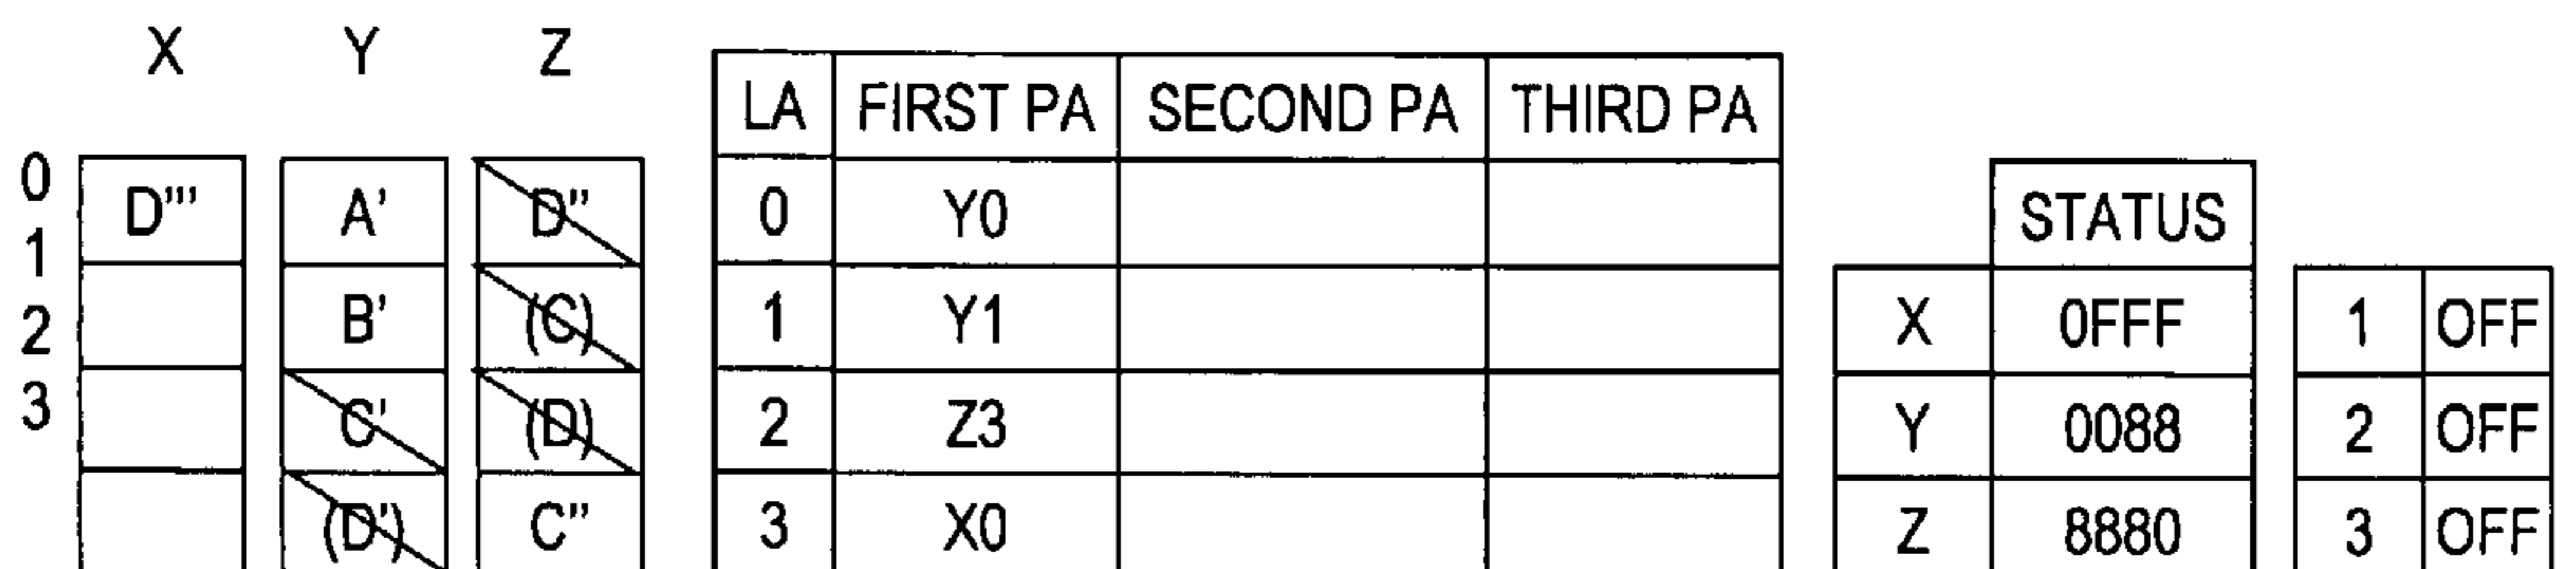 X Y Z
LA FIRST PA SECOND PA THIRD PA
0 D''' A' D'' 0 Y0 STATUS
1 B' (C) 1 Y1 X 0FFF 1 OFF
2 C' (D) 2 Z3 Y 0088 2 OFF
3 (D') C'' 3 X0 Z 8880 3 OFF